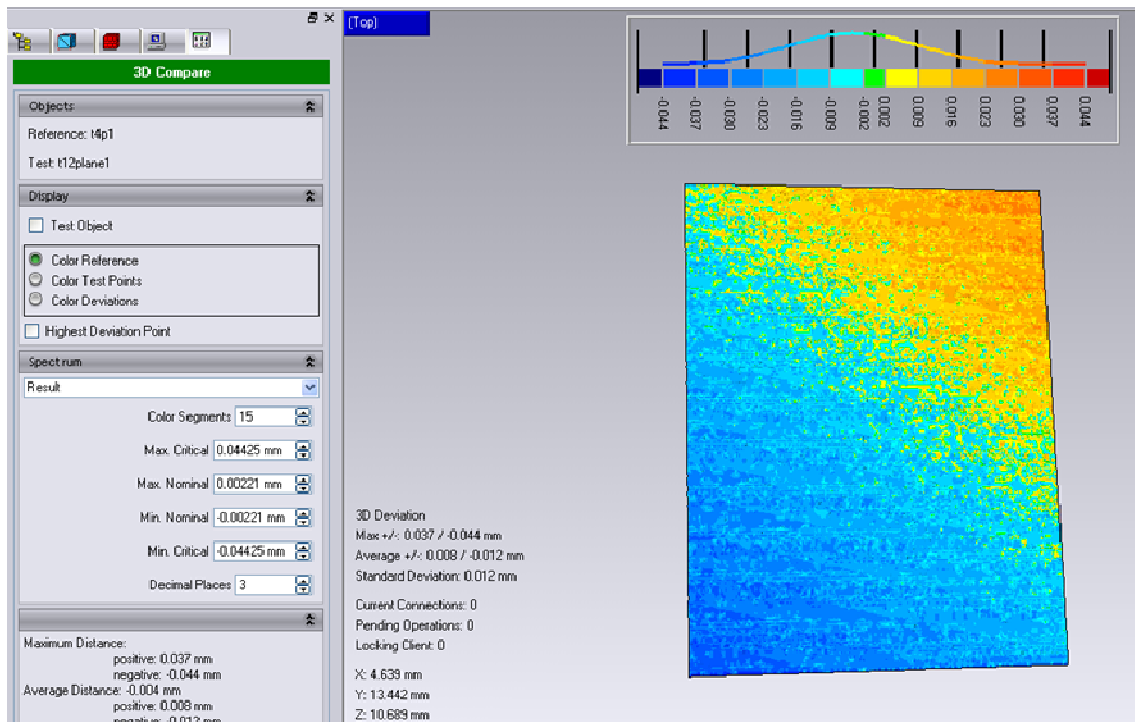 3D Compare
Objects
Reference: t4p1
Test: t12plane1
Display
Test Object
Color Reference
Color Test Points
Color Deviations
Highest Deviation Point
Spectrum
Result
Color Segments 15
Max. Critical 0.04425 mm
Max. Nominal 0.00221 mm
Min. Nominal -0.00221 mm
Min. Critical -0.04425 mm
Decimal Places 3
Maximum Distance:
positive: 0.037 mm
negative: -0.044 mm
Average Distance: -0.004 mm
positive: 0.008 mm
negative: -0.012 mm
(Top)
-0.044 -0.037 -0.030 -0.023 -0.016 -0.009 -0.002 0.002 0.009 0.016 0.023 0.030 0.037 0.044
3D Deviation
Max +/-: 0.037 / -0.044 mm
Average +/-: 0.008 / -0.012 mm
Standard Deviation: 0.012 mm
Current Connections: 0
Pending Operations: 0
Locking Client: 0
X: 4.639 mm
Y: 13.442 mm
Z: 10.689 mm